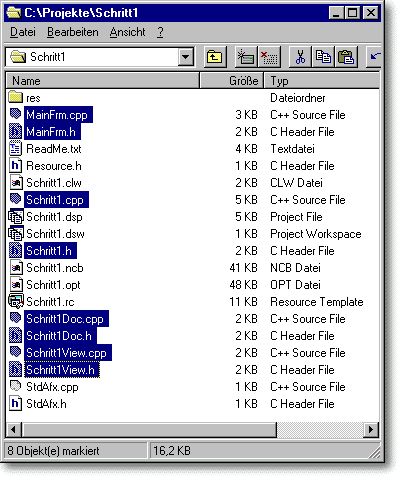 C:\Projekte\Schritt1
Datei Bearbeiten Ansicht ?
Schritt1
Name Größe Typ
res Dateiordner
MainFrm.cpp 3 KB C++ Source File
MainFrm.h 2 KB C Header File
ReadMe.txt 4 KB Textdatei
Resource.h 1 KB C Header File
Schritt1.clw 2 KB CLW Datei
Schritt1.cpp 5 KB C++ Source File
Schritt1.dsp 5 KB Project File
Schritt1.dsw 1 KB Project Workspace
Schritt1.h 2 KB C Header File
Schritt1.ncb 41 KB NCB Datei
Schritt1.opt 48 KB OPT Datei
Schritt1.rc 11 KB Resource Template
Schritt1Doc.cpp 2 KB C++ Source File
Schritt1Doc.h 2 KB C Header File
Schritt1View.cpp 2 KB C++ Source File
Schritt1View.h 2 KB C Header File
StdAfx.cpp 1 KB C++ Source File
StdAfx.h 1 KB C Header File
8 Objekt(e) markiert 16,2 KB